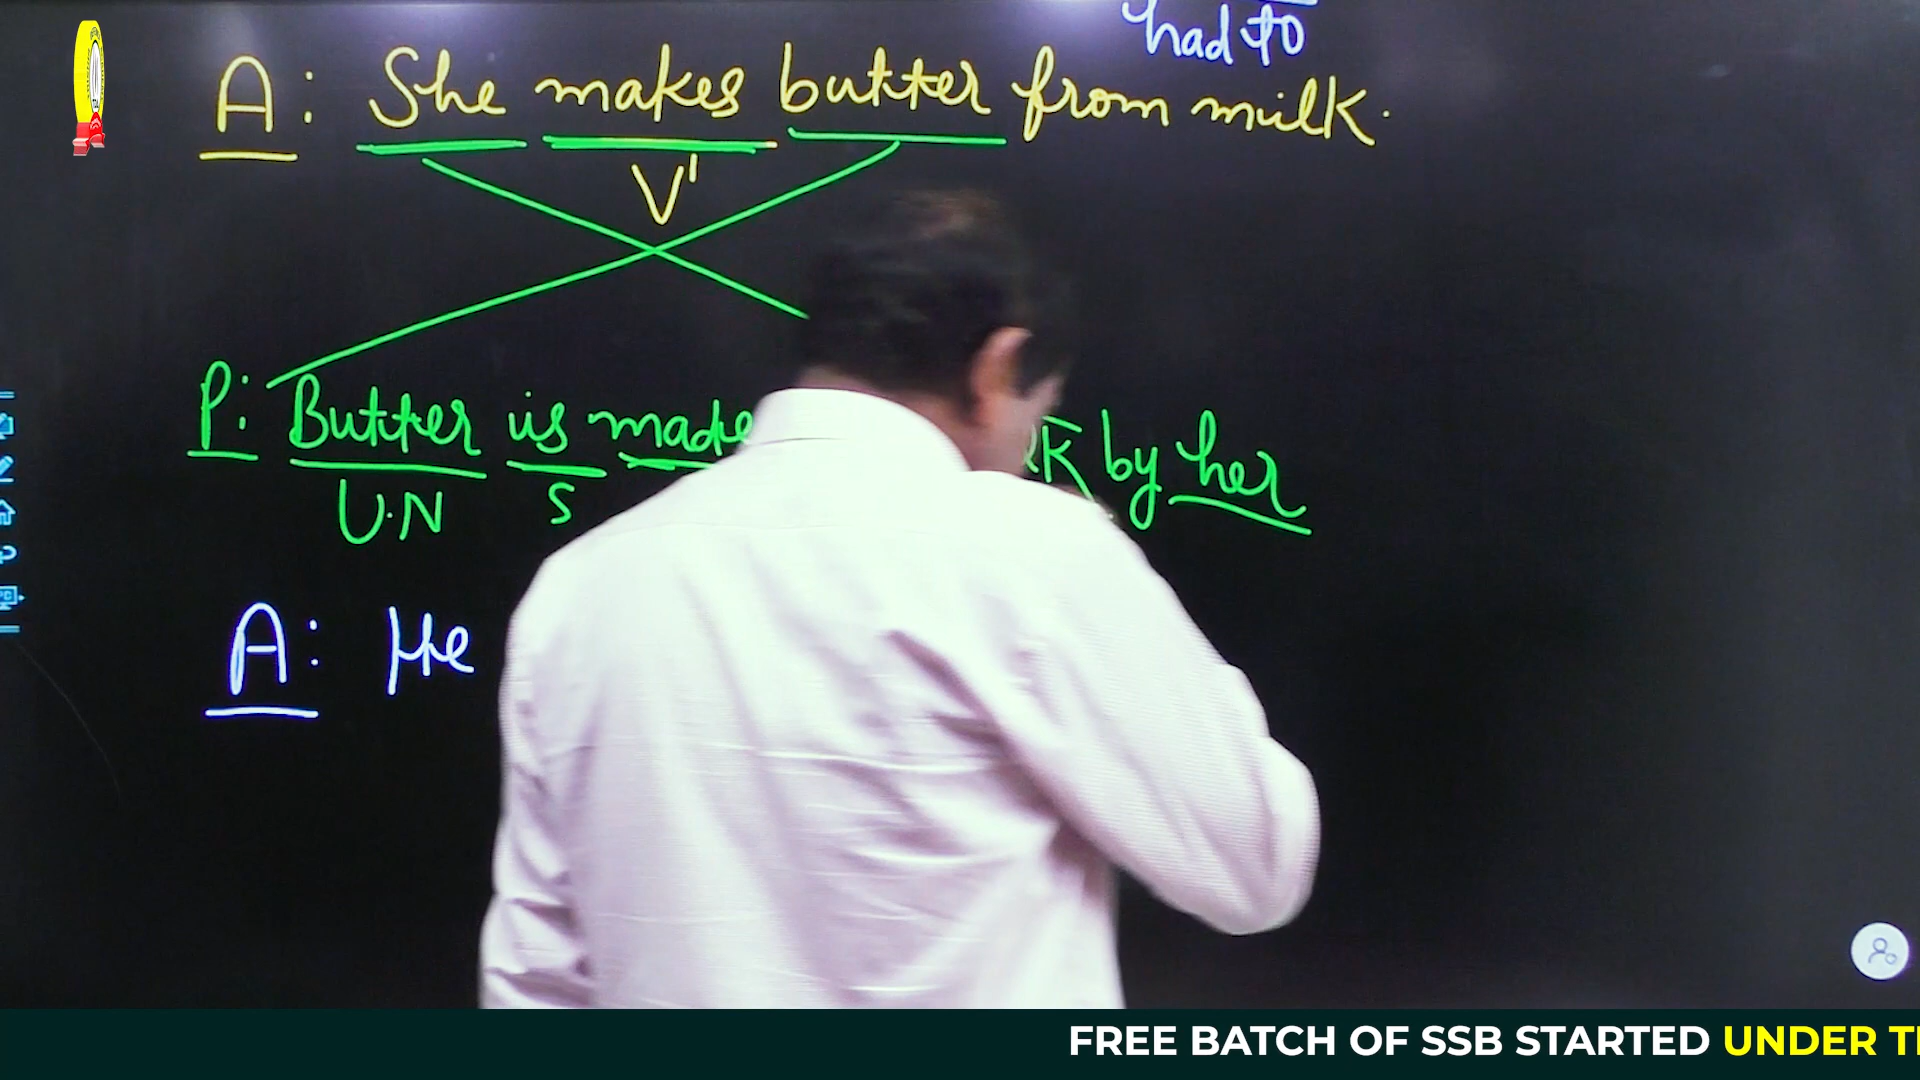 had to
A: She makes butter from milk.
V1
P: Butter is made by her
U.N S
A: He
FREE BATCH OF SSB STARTED UNDER